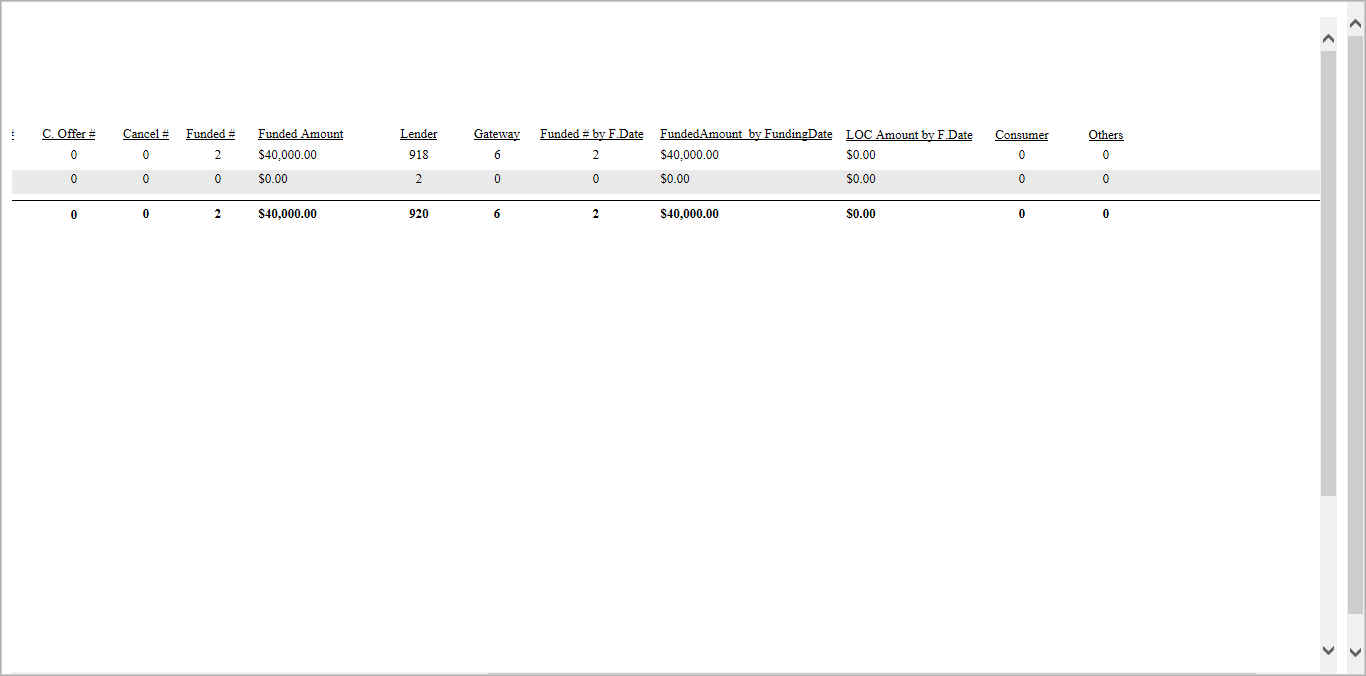 # C. Offer # Cancel # Funded # Funded Amount Lender Gateway Funded # by F.Date FundedAmount by FundingDate LOC Amount by F.Date Consumer Others
0 0 2 $40,000.00 918 6 2 $40,000.00 $0.00 0 0
0 0 0 $0.00 2 0 0 $0.00 $0.00 0 0
0 0 2 $40,000.00 920 6 2 $40,000.00 $0.00 0 0